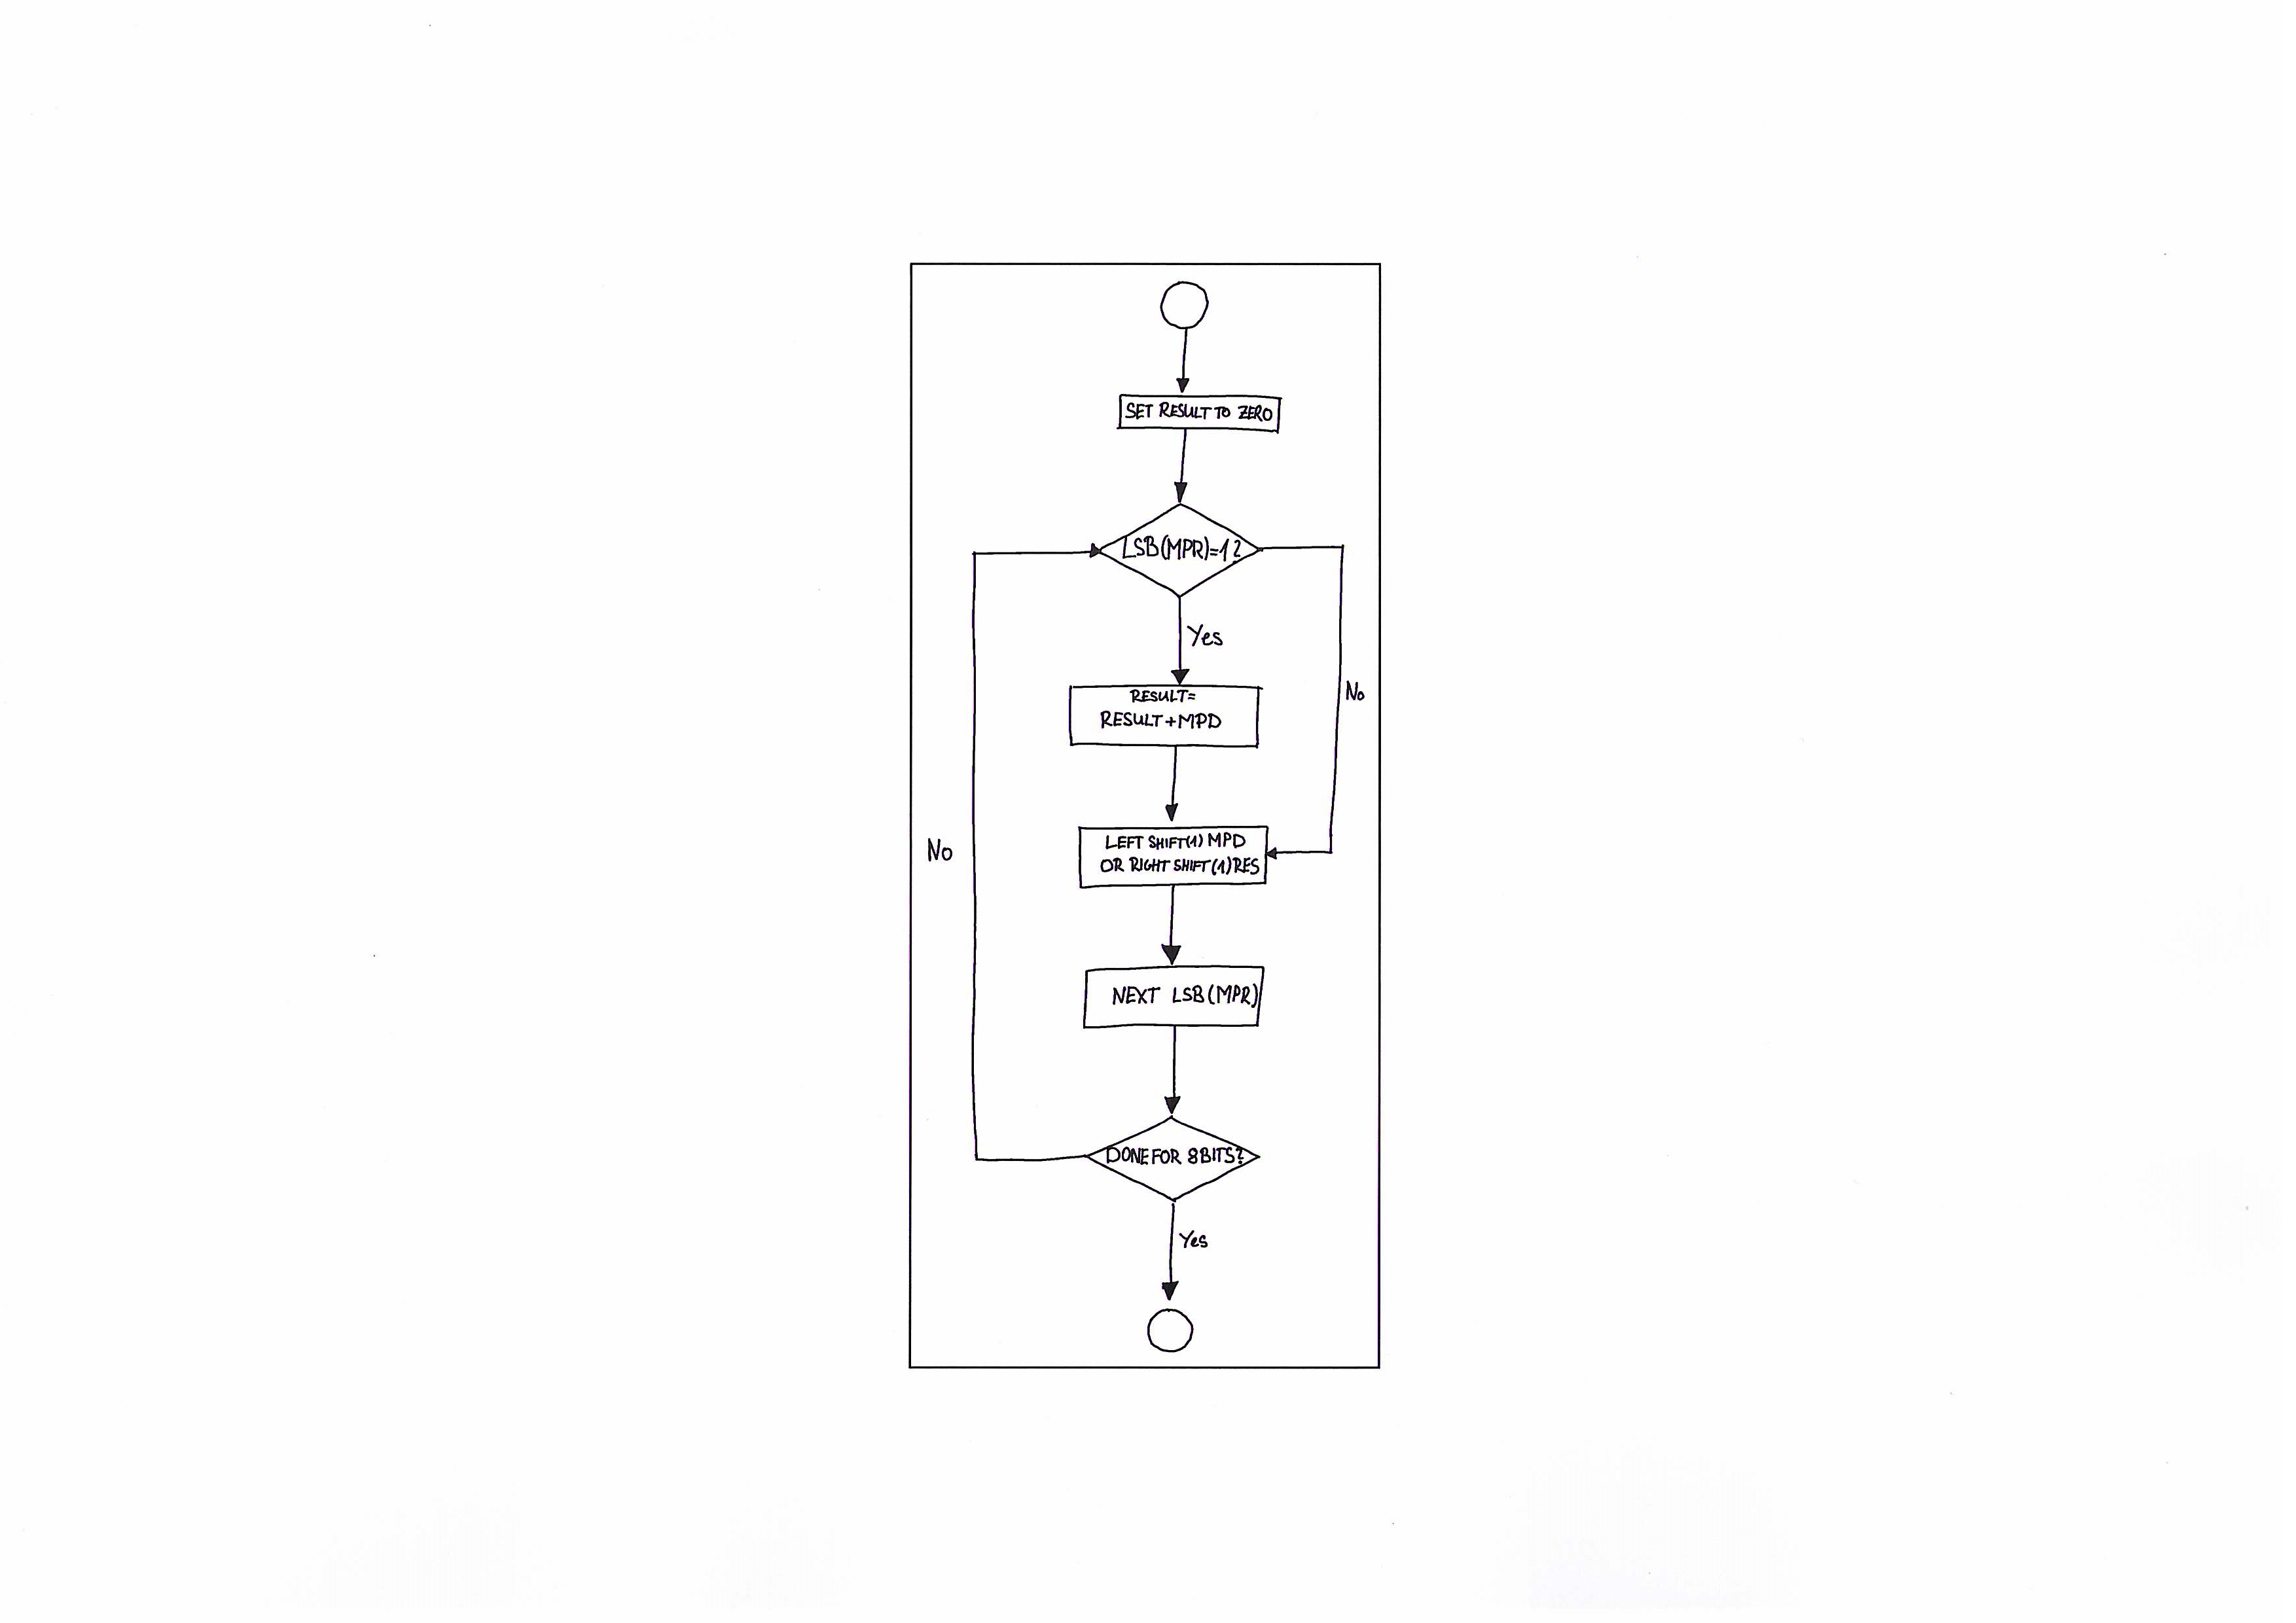 SET RESULT TO ZERO
LSB(MPR)=1?
Yes
No
RESULT=
RESULT+MPD
LEFT SHIFT(1) MPD
OR RIGHT SHIFT(1)RES
No
NEXT LSB(MPR)
DONE FOR 8BITS?
Yes